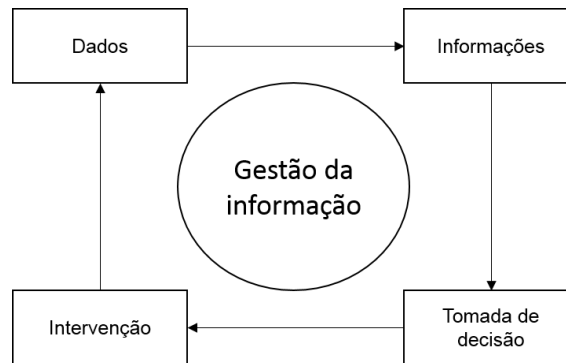 Dados
Informações
Gestão da
informação
Intervenção
Tomada de
decisão